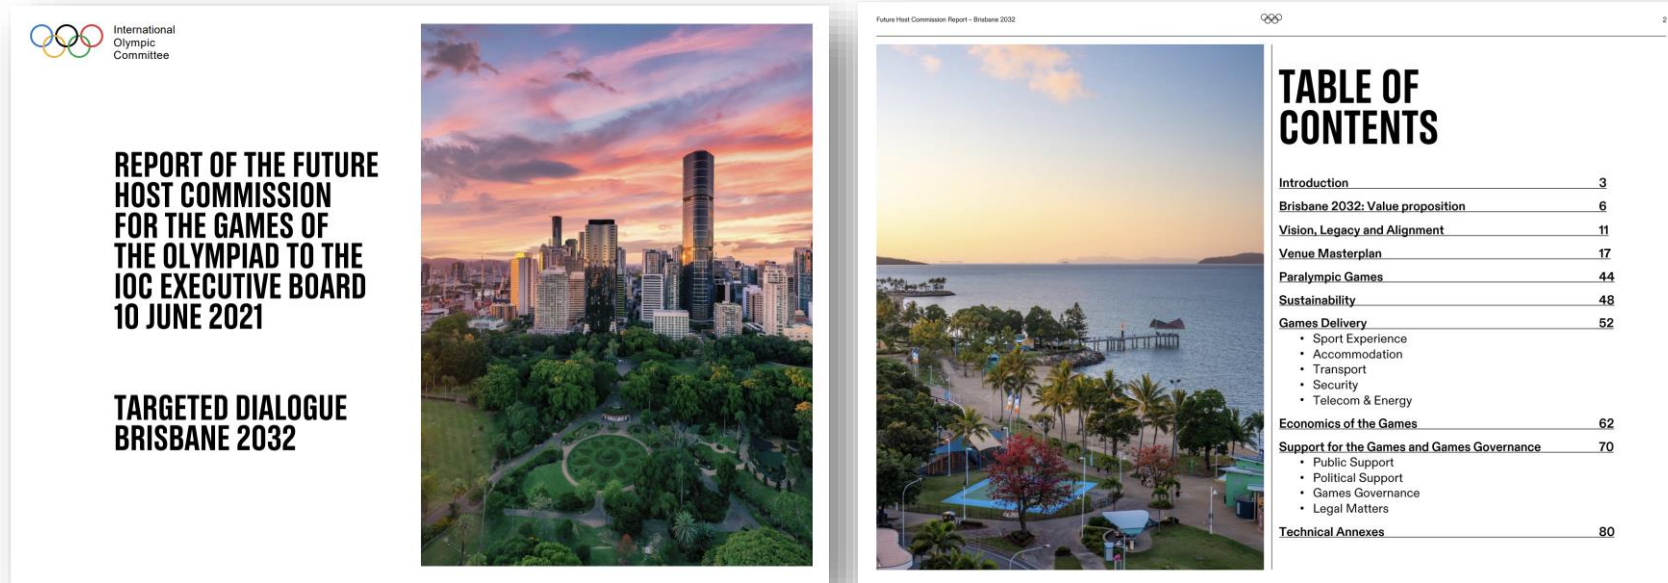 International
Olympic
Committee
REPORT OF THE FUTURE
HOST COMMISSION
FOR THE GAMES OF
THE OLYMPIAD TO THE
IOC EXECUTIVE BOARD
10 JUNE 2021
TARGETED DIALOGUE
BRISBANE 2032
Future Host Commission Report – Brisbane 2032
2
TABLE OF
CONTENTS
Introduction 3
Brisbane 2032: Value proposition 6
Vision, Legacy and Alignment 11
Venue Masterplan 17
Paralympic Games 44
Sustainability 48
Games Delivery 52
• Sport Experience
• Accommodation
• Transport
• Security
• Telecom & Energy
Economics of the Games 62
Support for the Games and Games Governance 70
• Public Support
• Political Support
• Games Governance
• Legal Matters
Technical Annexes 80